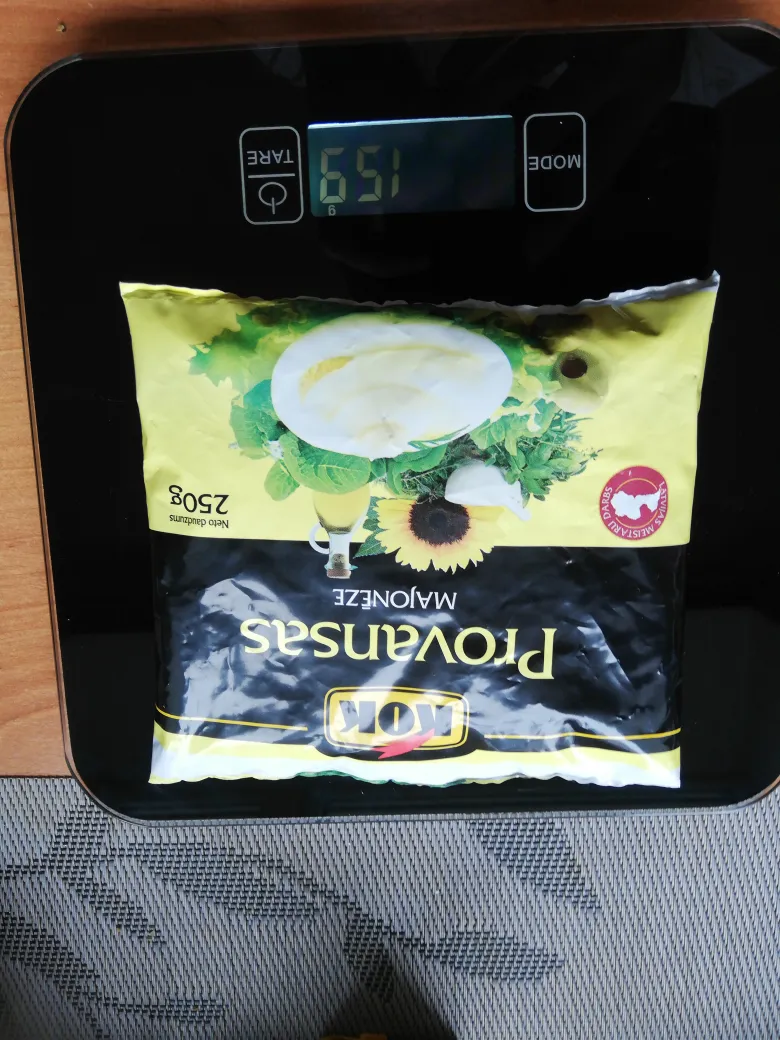 KOK
Provansas
MAJONĒZE
LATVIJAS MEISTARU DARBS
Neto daudzums
250g
MODE
159 g
TARE